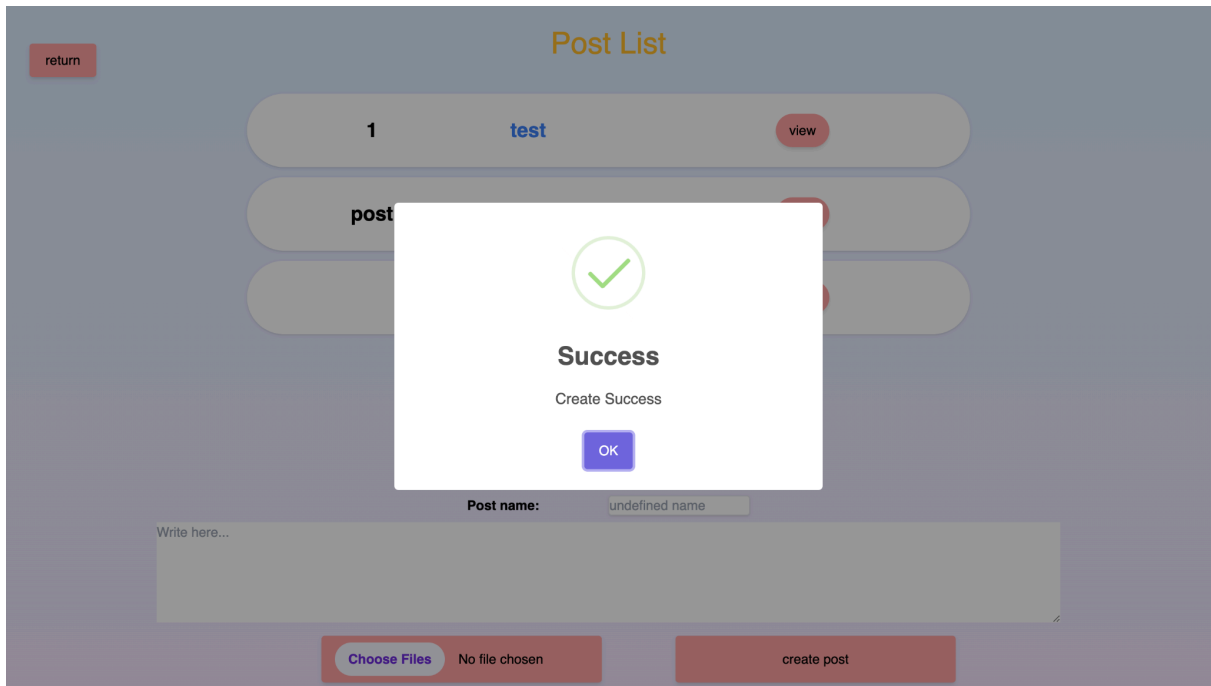 Post List
return
1 test view
post
Success
Create Success
OK
Post name: undefined name
Write here...
Choose Files No file chosen create post